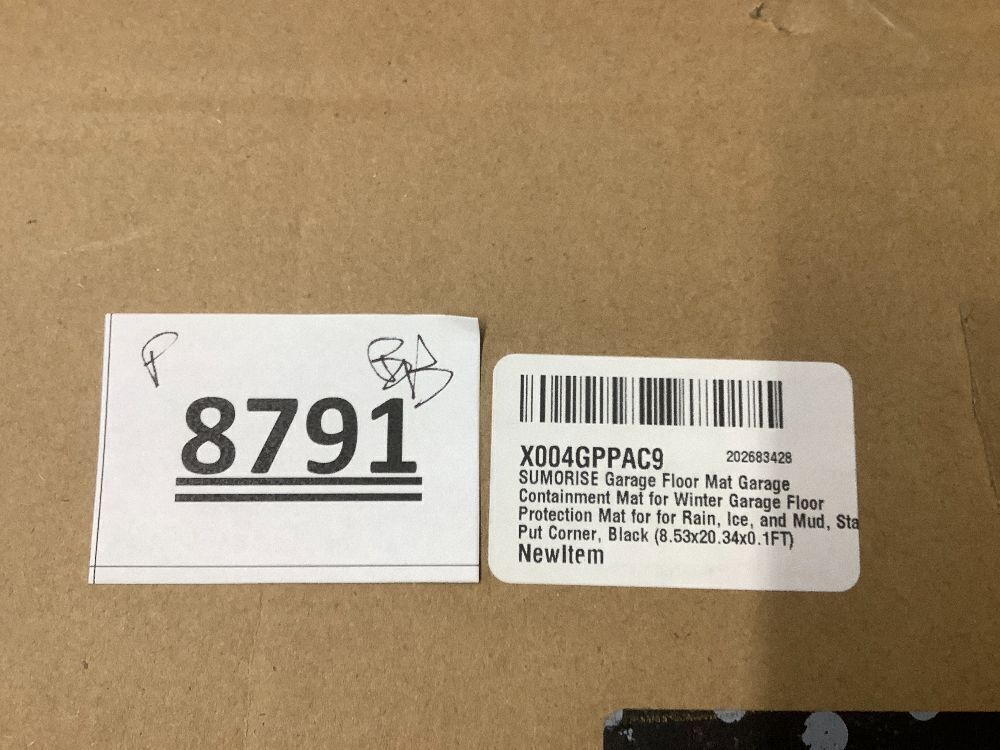 P
8791
X004GPPAC9 202683428
SUMORISE Garage Floor Mat Garage
Containment Mat for Winter Garage Floor
Protection Mat for for Rain, Ice, and Mud, Sta
Put Corner, Black (8.53x20.34x0.1FT)
NewItem